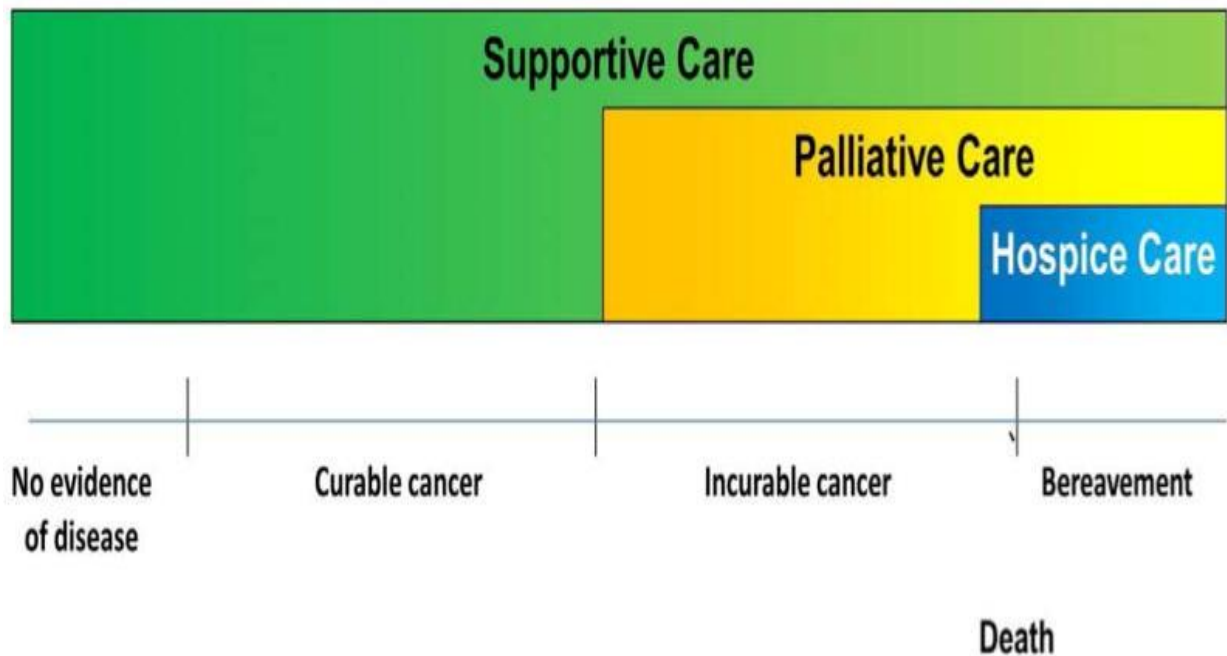 Supportive Care
Palliative Care
Hospice Care
No evidence
of disease
Curable cancer
Incurable cancer
Bereavement
Death